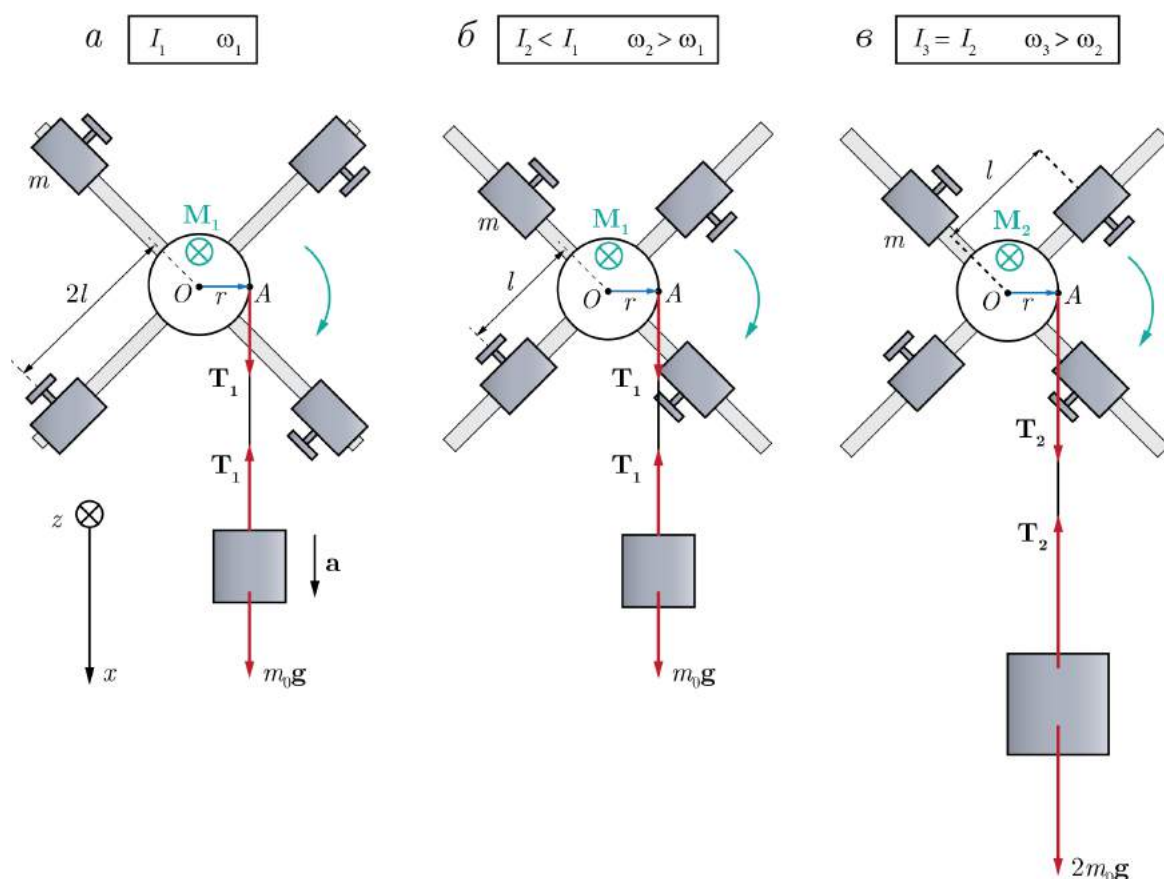 а I₁ ω₁
б I₂ < I₁ ω₂ > ω₁
в I₃ = I₂ ω₃ > ω₂
m
M₁
2l
O
r
A
T₁
T₁
z
a
x
m₀g
m
M₁
l
O
r
A
T₁
T₁
m₀g
l
m
M₂
O
r
A
T₂
T₂
2m₀g